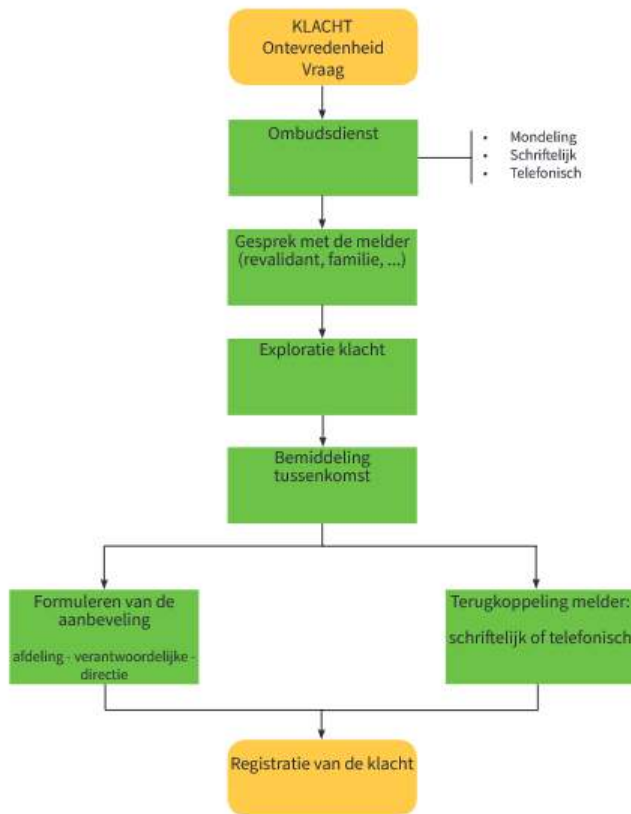 KLACHT
Ontevredenheid
Vraag
Ombudsdienst
• Mondeling
• Schriftelijk
• Telefonisch
Gesprek met de melder
(revalidant, familie, ...)
Exploratie klacht
Bemiddeling
tussenkomst
Formuleren van de
aanbeveling
afdeling - verantwoordelijke -
directie
Terugkoppeling melder:
schriftelijk of telefonisch
Registratie van de klacht